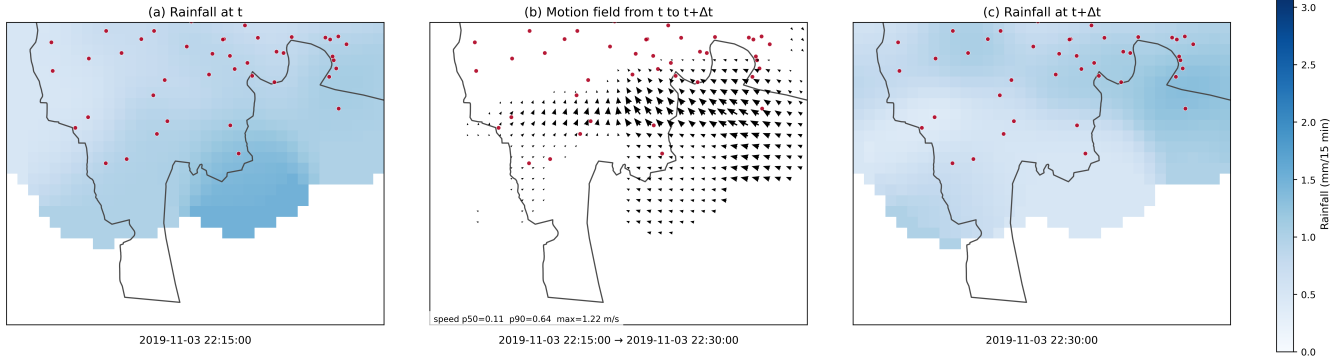 (a) Rainfall at t
(b) Motion field from t to t+Δt
(c) Rainfall at t+Δt
speed p50=0.11 p90=0.64 max=1.22 m/s
2019-11-03 22:15:00
2019-11-03 22:15:00 → 2019-11-03 22:30:00
2019-11-03 22:30:00
3.0
2.5
2.0
1.5
1.0
0.5
0.0
Rainfall (mm/15 min)